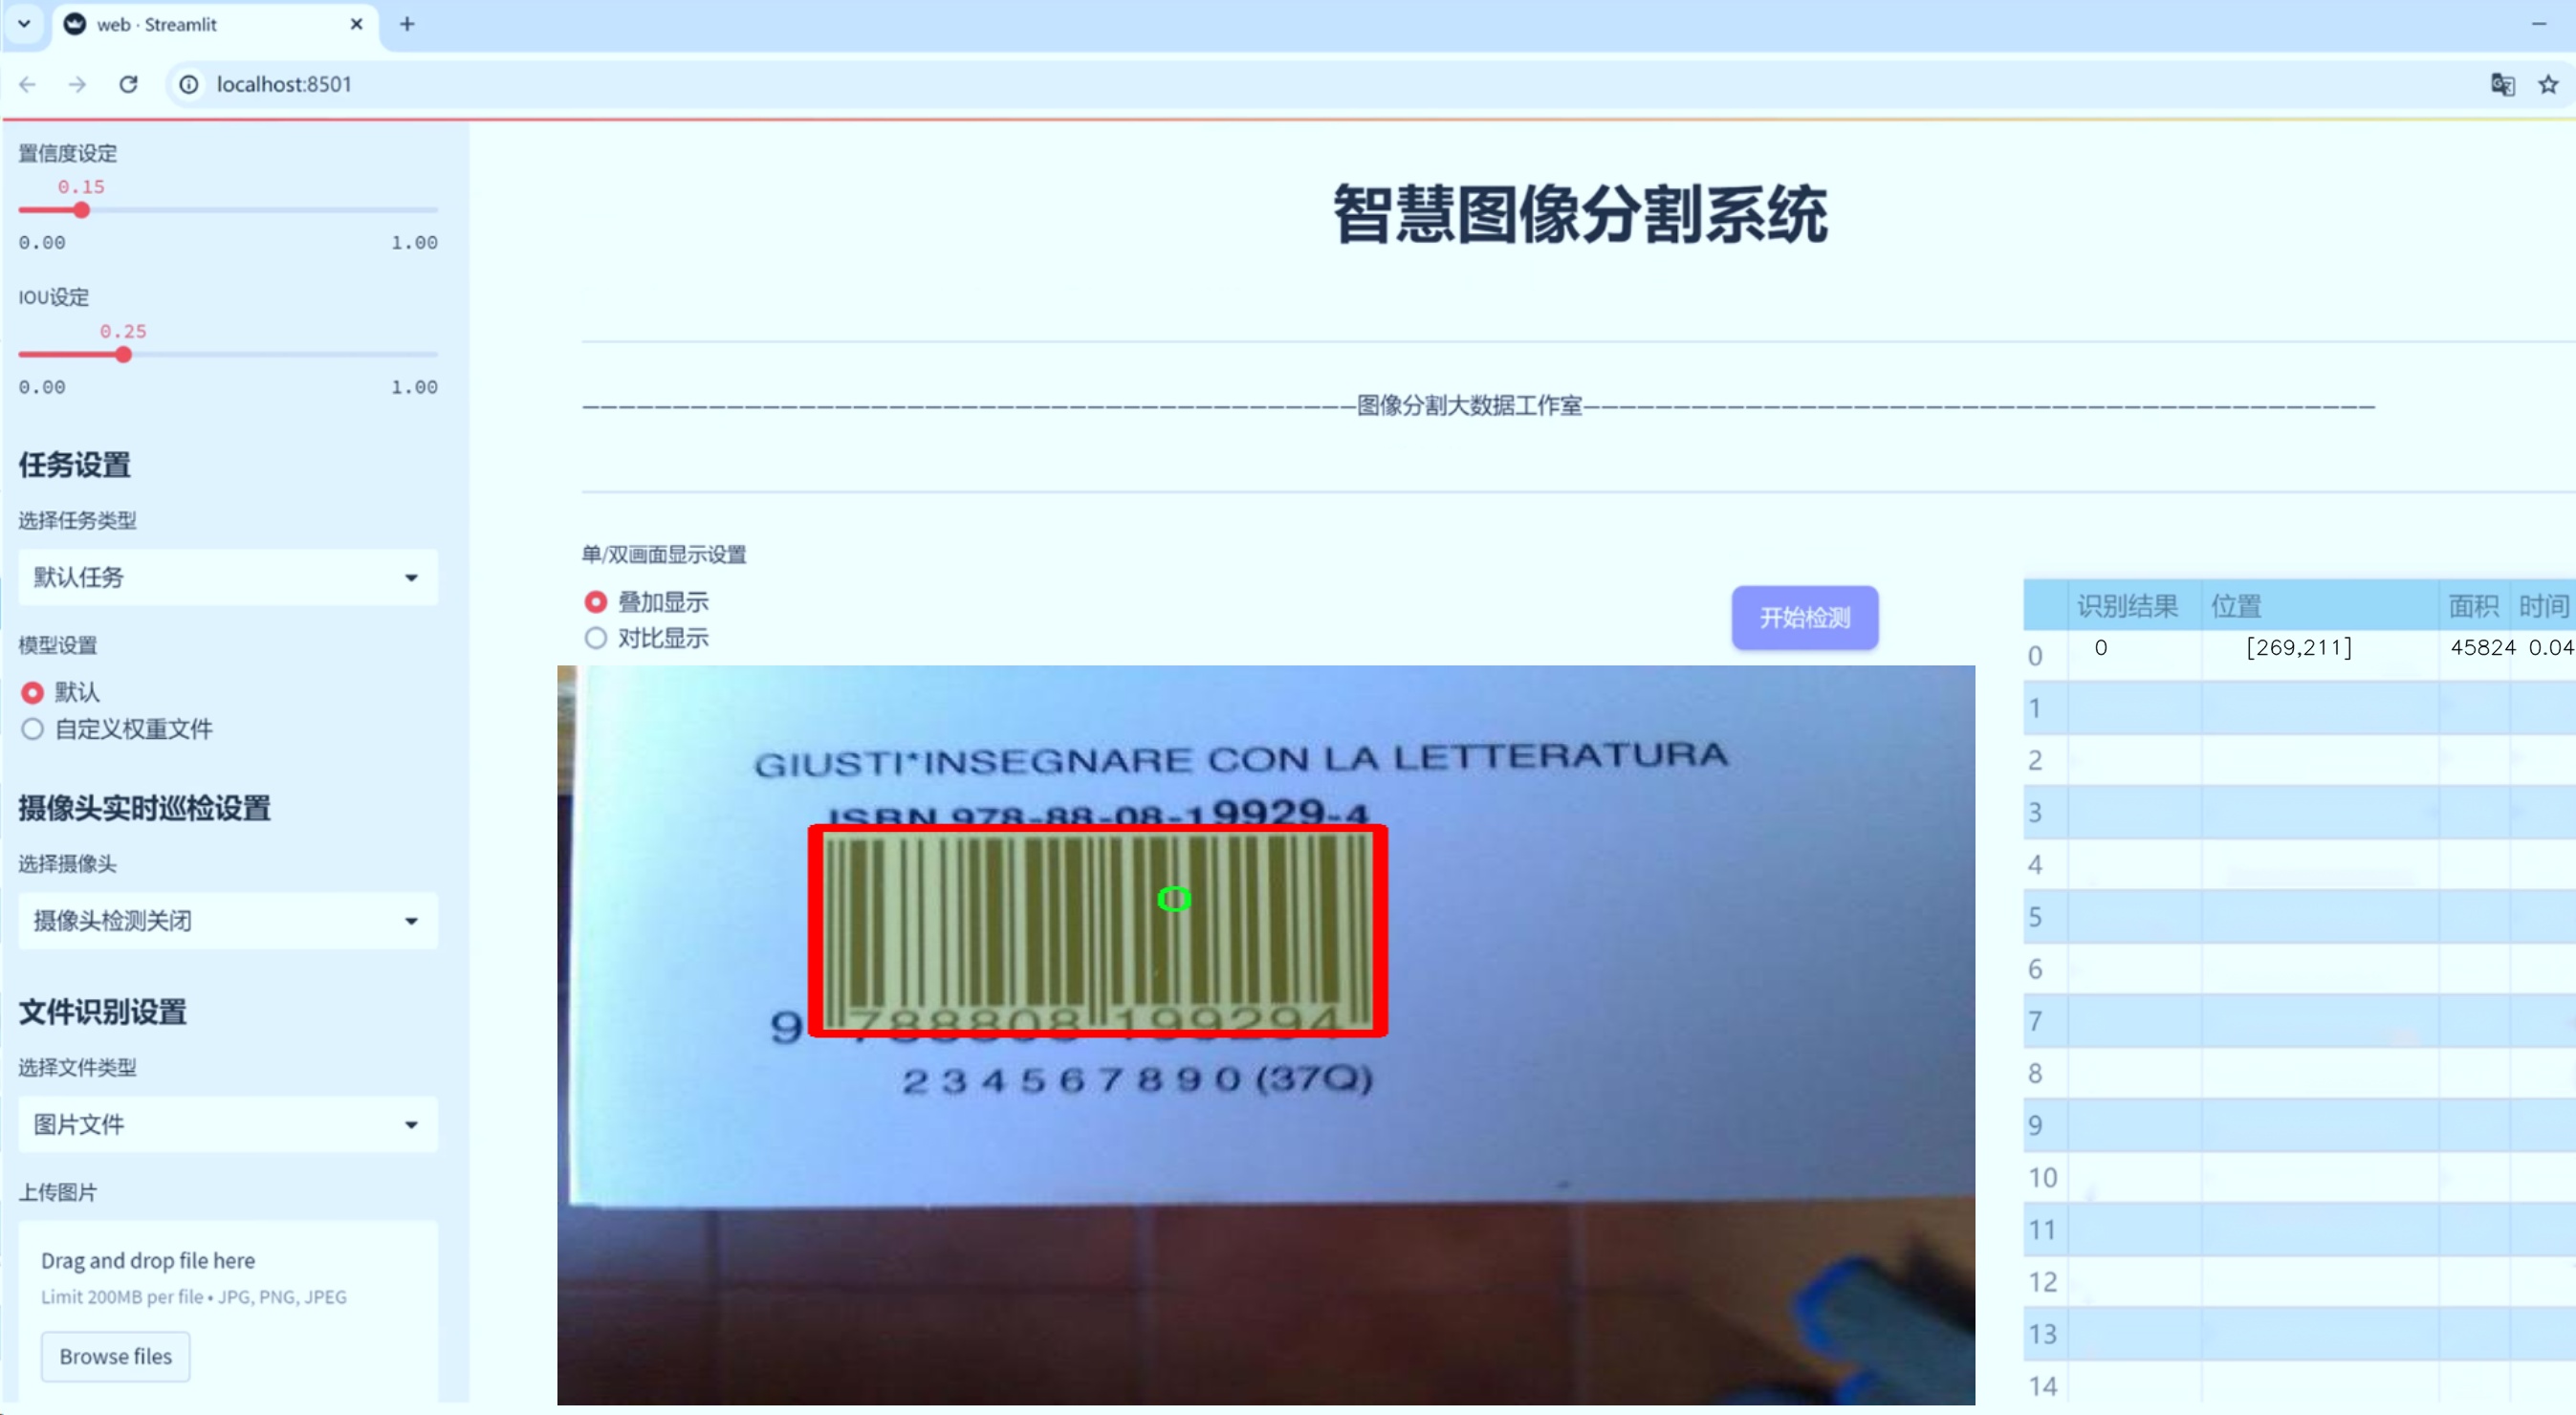 web · Streamlit
localhost:8501
置信度设定
0.15
0.00 1.00
IOU设定
0.25
0.00 1.00
任务设置
选择任务类型
默认任务
模型设置
默认
自定义权重文件
摄像头实时巡检设置
选择摄像头
摄像头检测关闭
文件识别设置
选择文件类型
图片文件
上传图片
Drag and drop file here
Limit 200MB per file • JPG, PNG, JPEG
Browse files
智慧图像分割系统
图像分割大数据工作室
单/双画面显示设置
叠加显示
对比显示
开始检测
GIUSTI*INSEGNARE CON LA LETTERATURA
ISBN 978-88-08-19929-4
0
9 788808 199294
2 3 4 5 6 7 8 9 0 (37Q)
识别结果 位置 面积 时间
0 0 [269,211] 45824 0.04
1
2
3
4
5
6
7
8
9
10
11
12
13
14